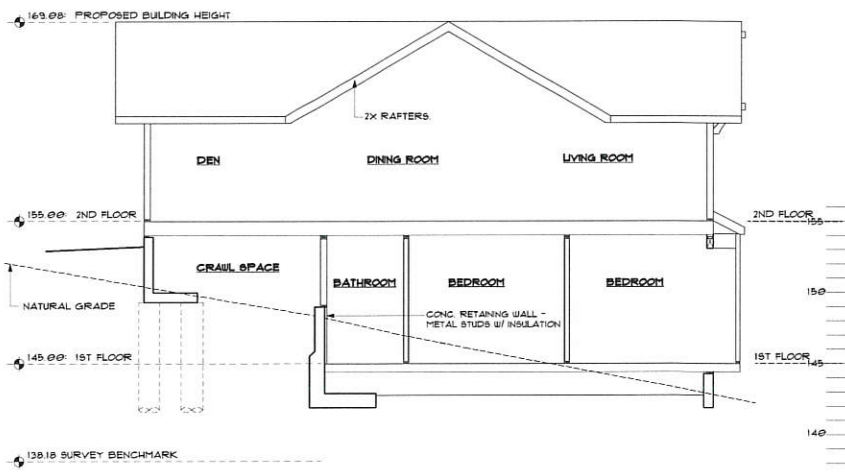 169.08: PROPOSED BUILDING HEIGHT
2X RAFTERS.
DEN
DINING ROOM
LIVING ROOM
155.00: 2ND FLOOR
2ND FLOOR
155
CRAWL SPACE
BATHROOM
BEDROOM
BEDROOM
150
NATURAL GRADE
CONC. RETAINING WALL -
METAL STUDS W/ INSULATION
145.00: 1ST FLOOR
1ST FLOOR
145
140
138.18 SURVEY BENCHMARK